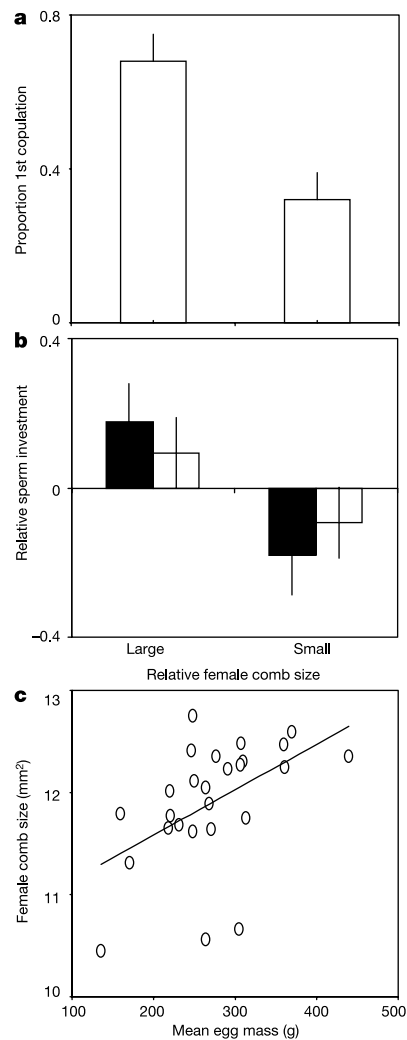 a
0.8
0.4
0
Proportion 1st copulation
b
0.4
0
–0.4
Relative sperm investment
Large Small
Relative female comb size
c
13
12
11
10
Female comb size (mm²)
100 200 300 400 500
Mean egg mass (g)